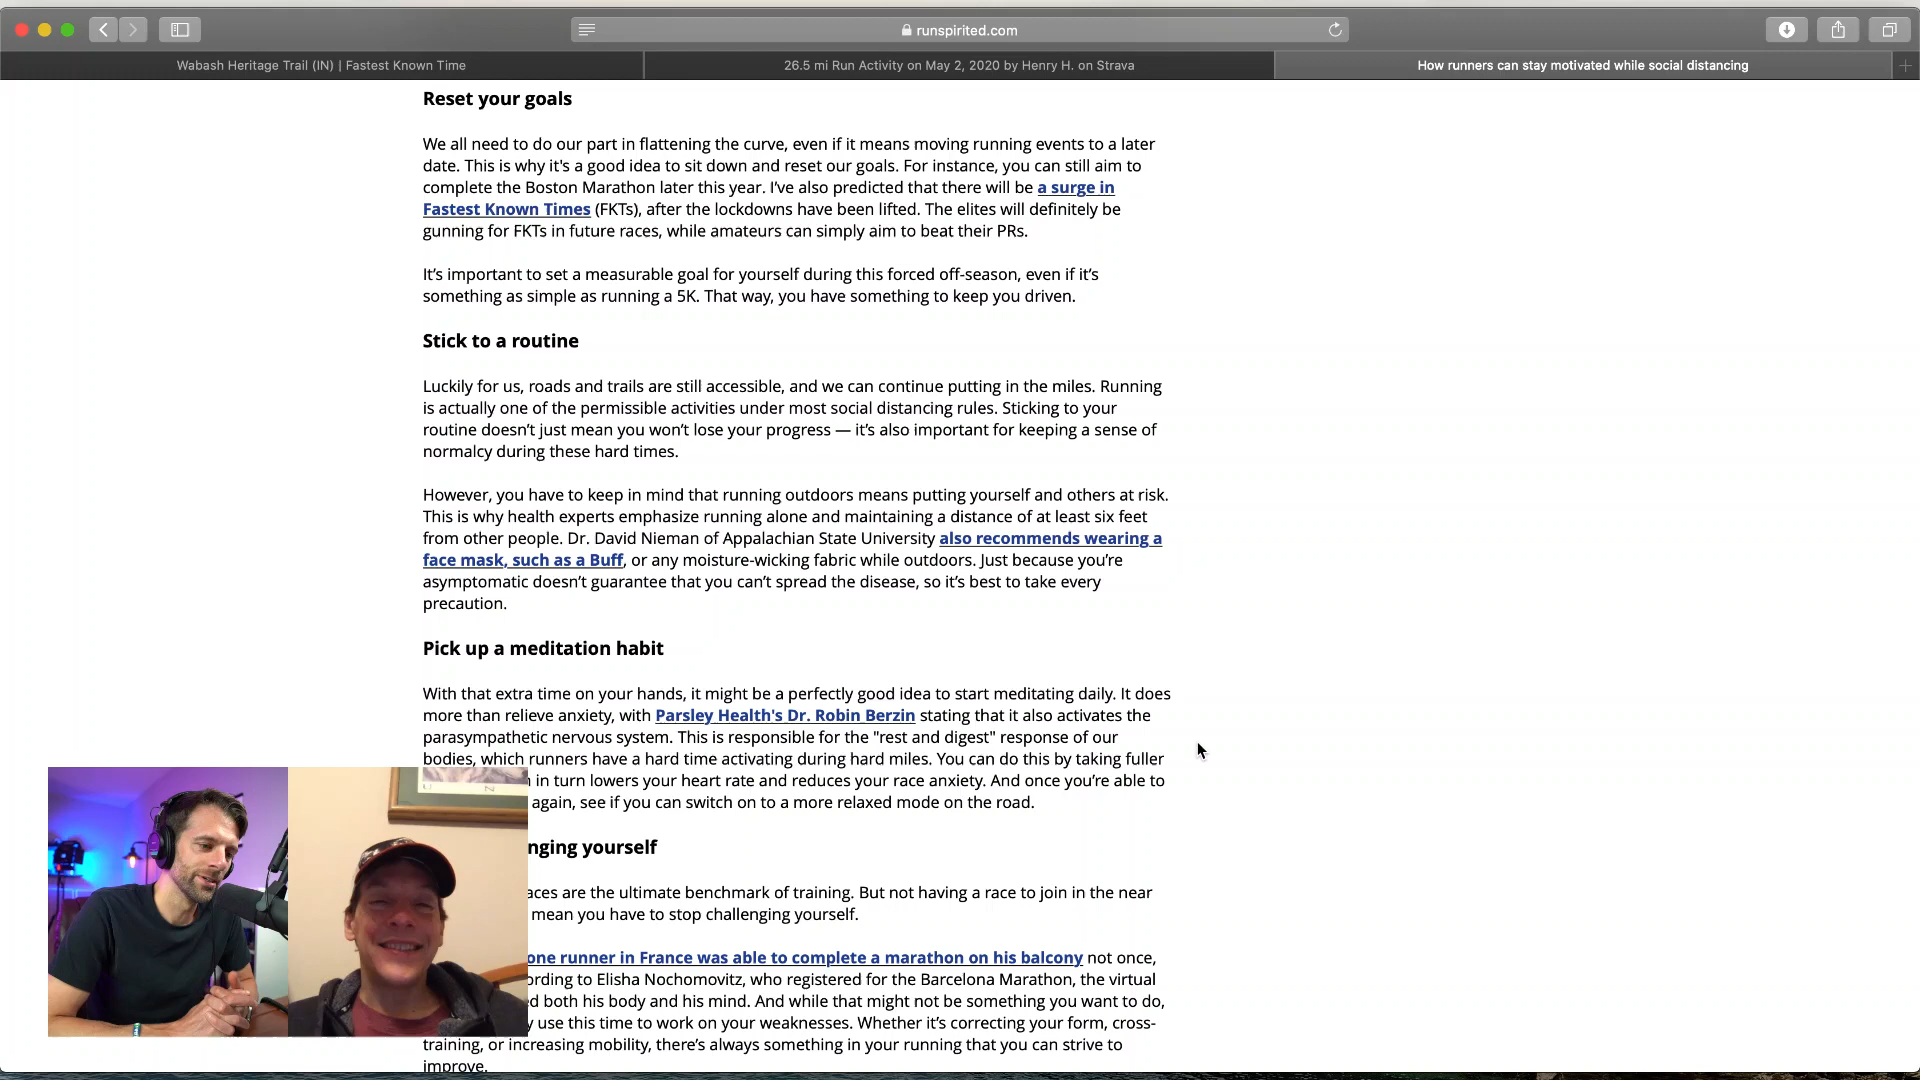 runspirited.com
Wabash Heritage Trail (IN) | Fastest Known Time
26.5 mi Run Activity on May 2, 2020 by Henry H. on Strava
How runners can stay motivated while social distancing
Reset your goals
We all need to do our part in flattening the curve, even if it means moving running events to a later
date. This is why it's a good idea to sit down and reset our goals. For instance, you can still aim to
complete the Boston Marathon later this year. I've also predicted that there will be a surge in
Fastest Known Times (FKTs), after the lockdowns have been lifted. The elites will definitely be
gunning for FKTs in future races, while amateurs can simply aim to beat their PRs.
It's important to set a measurable goal for yourself during this forced off-season, even if it's
something as simple as running a 5K. That way, you have something to keep you driven.
Stick to a routine
Luckily for us, roads and trails are still accessible, and we can continue putting in the miles. Running
is actually one of the permissible activities under most social distancing rules. Sticking to your
routine doesn't just mean you won't lose your progress — it's also important for keeping a sense of
normalcy during these hard times.
However, you have to keep in mind that running outdoors means putting yourself and others at risk.
This is why health experts emphasize running alone and maintaining a distance of at least six feet
from other people. Dr. David Nieman of Appalachian State University also recommends wearing a
face mask, such as a Buff, or any moisture-wicking fabric while outdoors. Just because you're
asymptomatic doesn't guarantee that you can't spread the disease, so it's best to take every
precaution.
Pick up a meditation habit
With that extra time on your hands, it might be a perfectly good idea to start meditating daily. It does
more than relieve anxiety, with Parsley Health's Dr. Robin Berzin stating that it also activates the
parasympathetic nervous system. This is responsible for the "rest and digest" response of our
bodies, which runners have a hard time activating during hard miles. You can do this by taking fuller
in turn lowers your heart rate and reduces your race anxiety. And once you're able to
again, see if you can switch on to a more relaxed mode on the road.
nging yourself
aces are the ultimate benchmark of training. But not having a race to join in the near
mean you have to stop challenging yourself.
one runner in France was able to complete a marathon on his balcony not once,
ording to Elisha Nochomovitz, who registered for the Barcelona Marathon, the virtual
d both his body and his mind. And while that might not be something you want to do,
y use this time to work on your weaknesses. Whether it's correcting your form, cross-
training, or increasing mobility, there's always something in your running that you can strive to
improve.